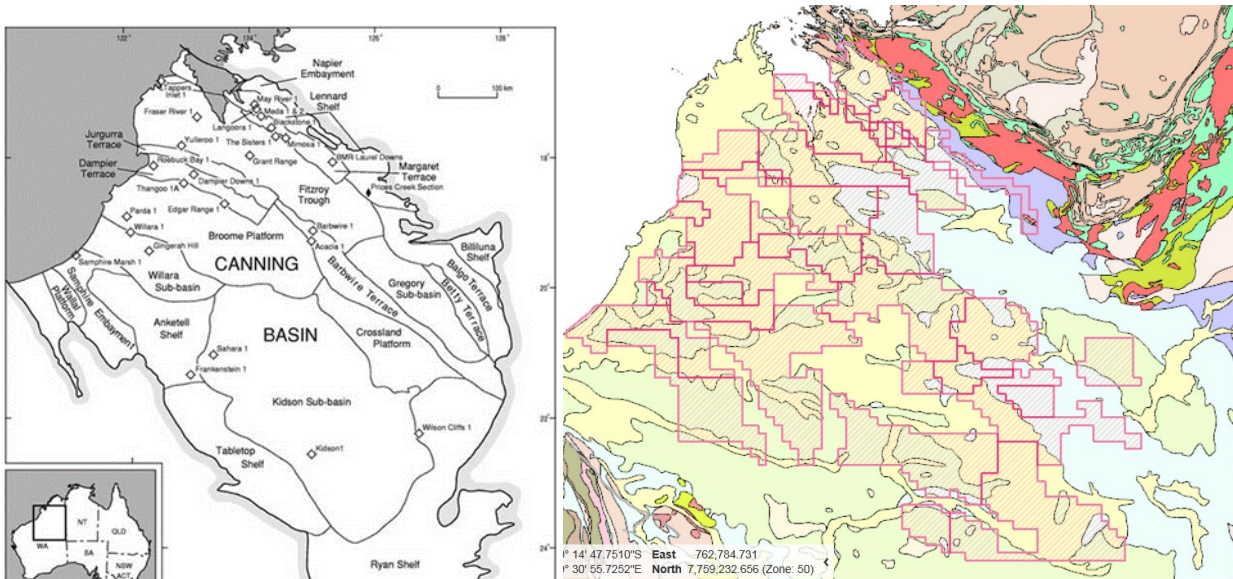 122°
124°
126°
128°
Napier
Embayment
Tappers
Inlet 1
May River 1
Lennard
Shelf
0 100 km
Fraser River 1
Meda 1 & 2
Blackstone 1
Langoora 1
Jurgurra
Terrace
Yulleroo 1
The Sisters 1
Mimosa 1
18°
Dampier
Terrace
Roebuck Bay 1
Grant Range
BMR Laurel Downs
Margaret
Terrace
Dampier Downs 1
Thangoo 1A
Fitzroy
Trough
Prices Creek Section
Edgar Range 1
Parda 1
Willara 1
Barbwire 1
Broome Platform
Acacia 1
Gingerah Hill
Samphire Marsh 1
CANNING
Billiluna
Shelf
Willara
Sub-basin
Samphire Embayment
Wallal
Platform
Barbwire Terrace
Gregory
Sub-basin
Balgo Terrace
Betty Terrace
20°
Anketell
Shelf
BASIN
Crossland
Platform
Sahara 1
Frankenstein 1
Kidson Sub-basin
22°
Wilson Cliffs 1
Tabletop
Shelf
Kidson1
24°
Ryan Shelf
NT
QLD
WA
SA
NSW
ACT
° 14' 47.7510"S East 762,784.731
° 30' 55.7252"E North 7,759,232.656 (Zone: 50)